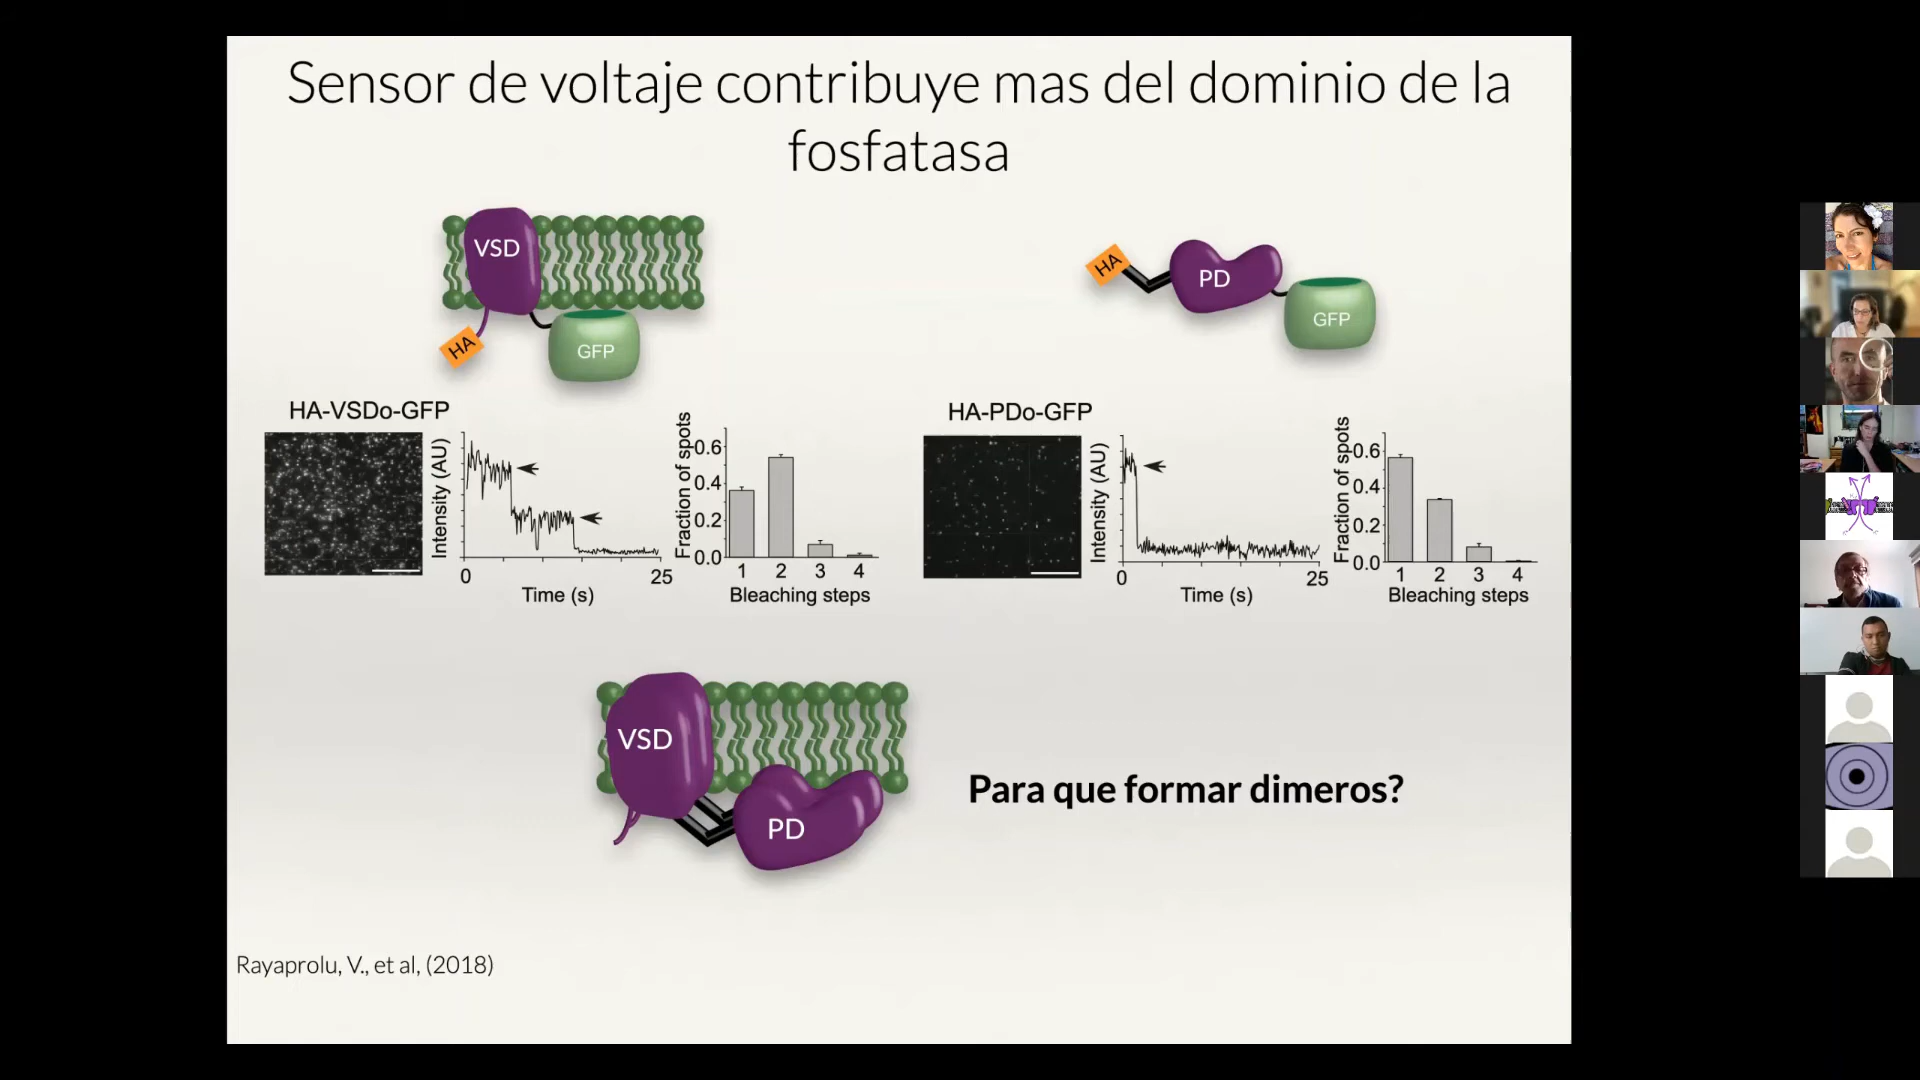 Sensor de voltaje contribuye mas del dominio de la
fosfatasa
VSD
HA
GFP
HA
PD
GFP
HA-VSDo-GFP
Intensity (AU)
0
25
Time (s)
Fraction of spots
0.6
0.4
0.2
0.0
1 2 3 4
Bleaching steps
HA-PDo-GFP
Intensity (AU)
0
25
Time (s)
Fraction of spots
0.6
0.4
0.2
0.0
1 2 3 4
Bleaching steps
VSD
PD
Para que formar dimeros?
Rayaprolu, V., et al, (2018)